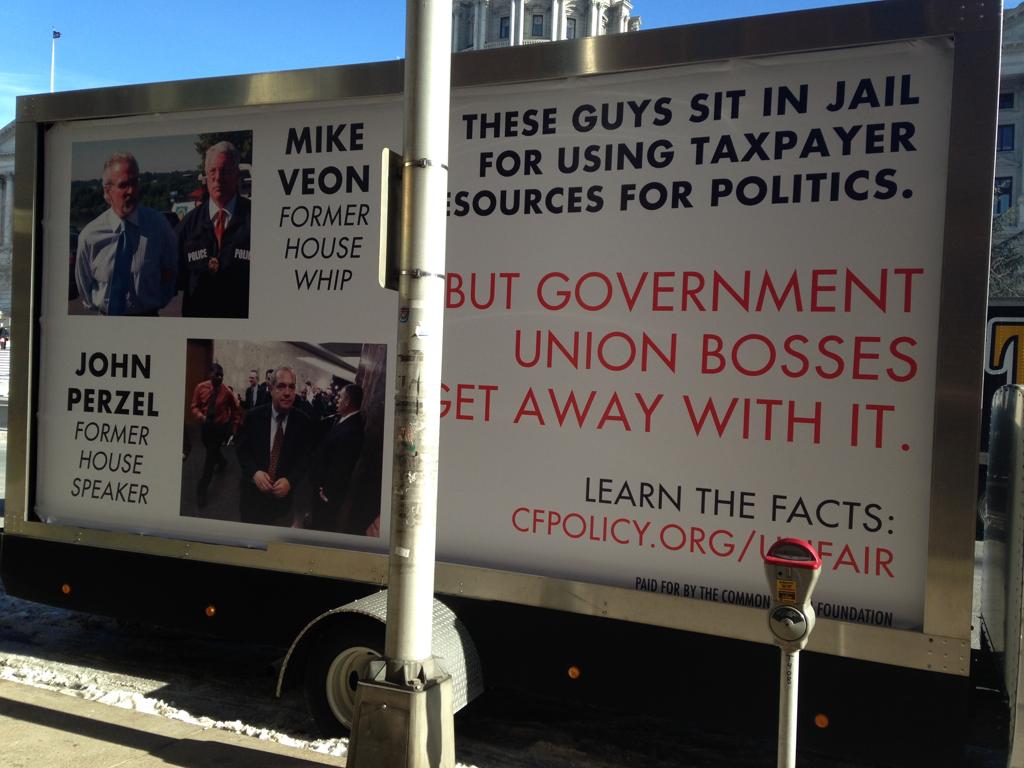 MIKE
VEON
FORMER
HOUSE
WHIP
POLICE
POLI
JOHN
PERZEL
FORMER
HOUSE
SPEAKER
THESE GUYS SIT IN JAIL
FOR USING TAXPAYER
ESOURCES FOR POLITICS.
BUT GOVERNMENT
UNION BOSSES
GET AWAY WITH IT.
LEARN THE FACTS:
CFPOLICY.ORG/U FAIR
PAID FOR BY THE COMMON FOUNDATION